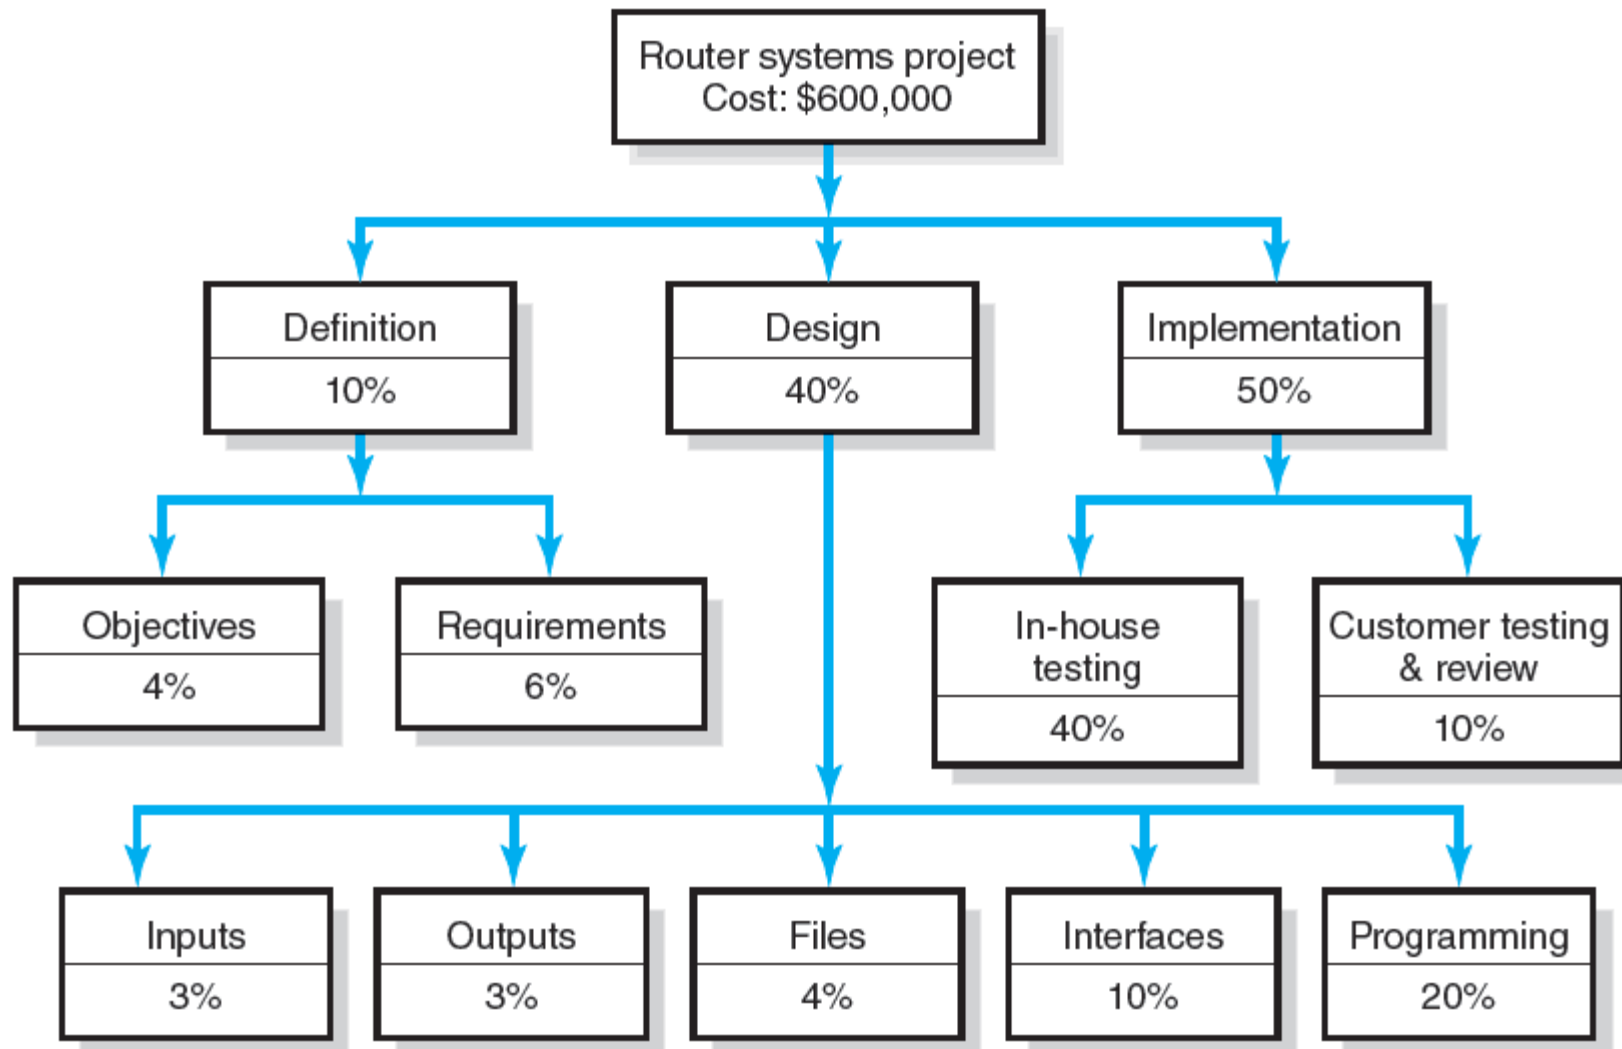 Router systems project
Cost: $600,000
Definition
10%
Design
40%
Implementation
50%
Objectives
4%
Requirements
6%
In-house
testing
40%
Customer testing
& review
10%
Inputs
3%
Outputs
3%
Files
4%
Interfaces
10%
Programming
20%